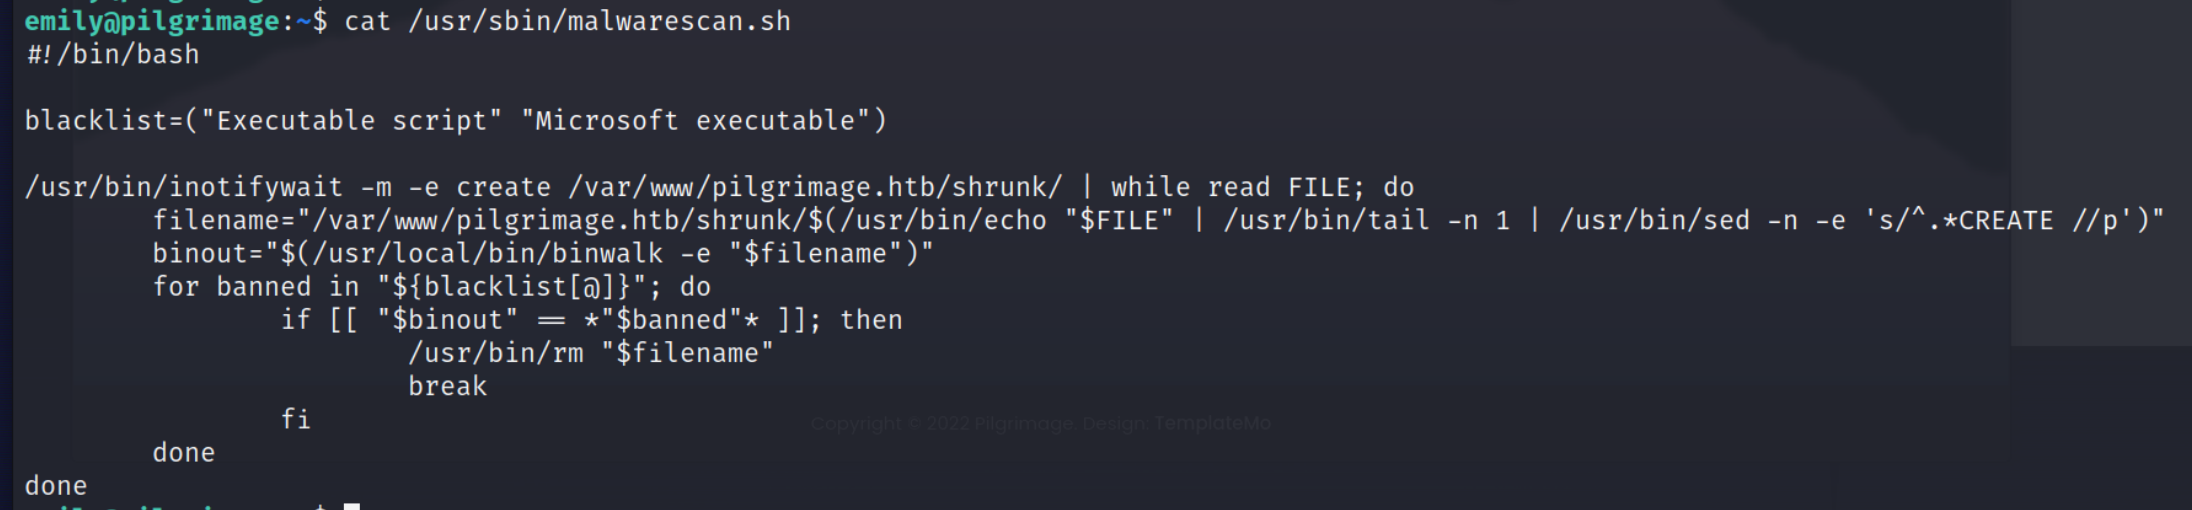 emily@pilgrimage:~$ cat /usr/sbin/malwarescan.sh
#!/bin/bash
blacklist=("Executable script" "Microsoft executable")
/usr/bin/inotifywait -m -e create /var/www/pilgrimage.htb/shrunk/ | while read FILE; do
filename="/var/www/pilgrimage.htb/shrunk/$(/usr/bin/echo "$FILE" | /usr/bin/tail -n 1 | /usr/bin/sed -n -e 's/^.*CREATE //p')"
binout="$(/usr/local/bin/binwalk -e "$filename")"
for banned in "${blacklist[@]}"; do
if [[ "$binout" == *"$banned"* ]]; then
/usr/bin/rm "$filename"
break
fi
Copyright © 2022 Pilgrimage. Design: TemplateMo
done
done